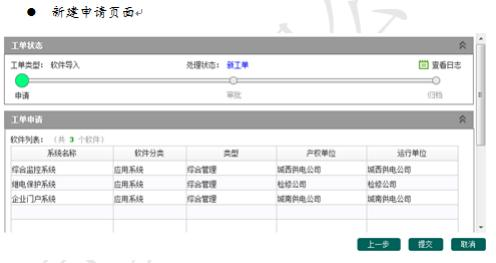 ● 新建申请页面↵
工单状态
工单类型： 软件导入 处理状态： 新工单 查看日志
申请 审批 归档
工单申请
软件列表： （共 3 个软件）
系统名称 软件分类 类型 产权单位 运行单位
综合监控系统 应用系统 综合管理 城西供电公司 城西供电公司
继电保护系统 应用系统 综合管理 检修公司 检修公司
企业门户系统 应用系统 综合管理 城南供电公司 城南供电公司
上一步 提交 取消